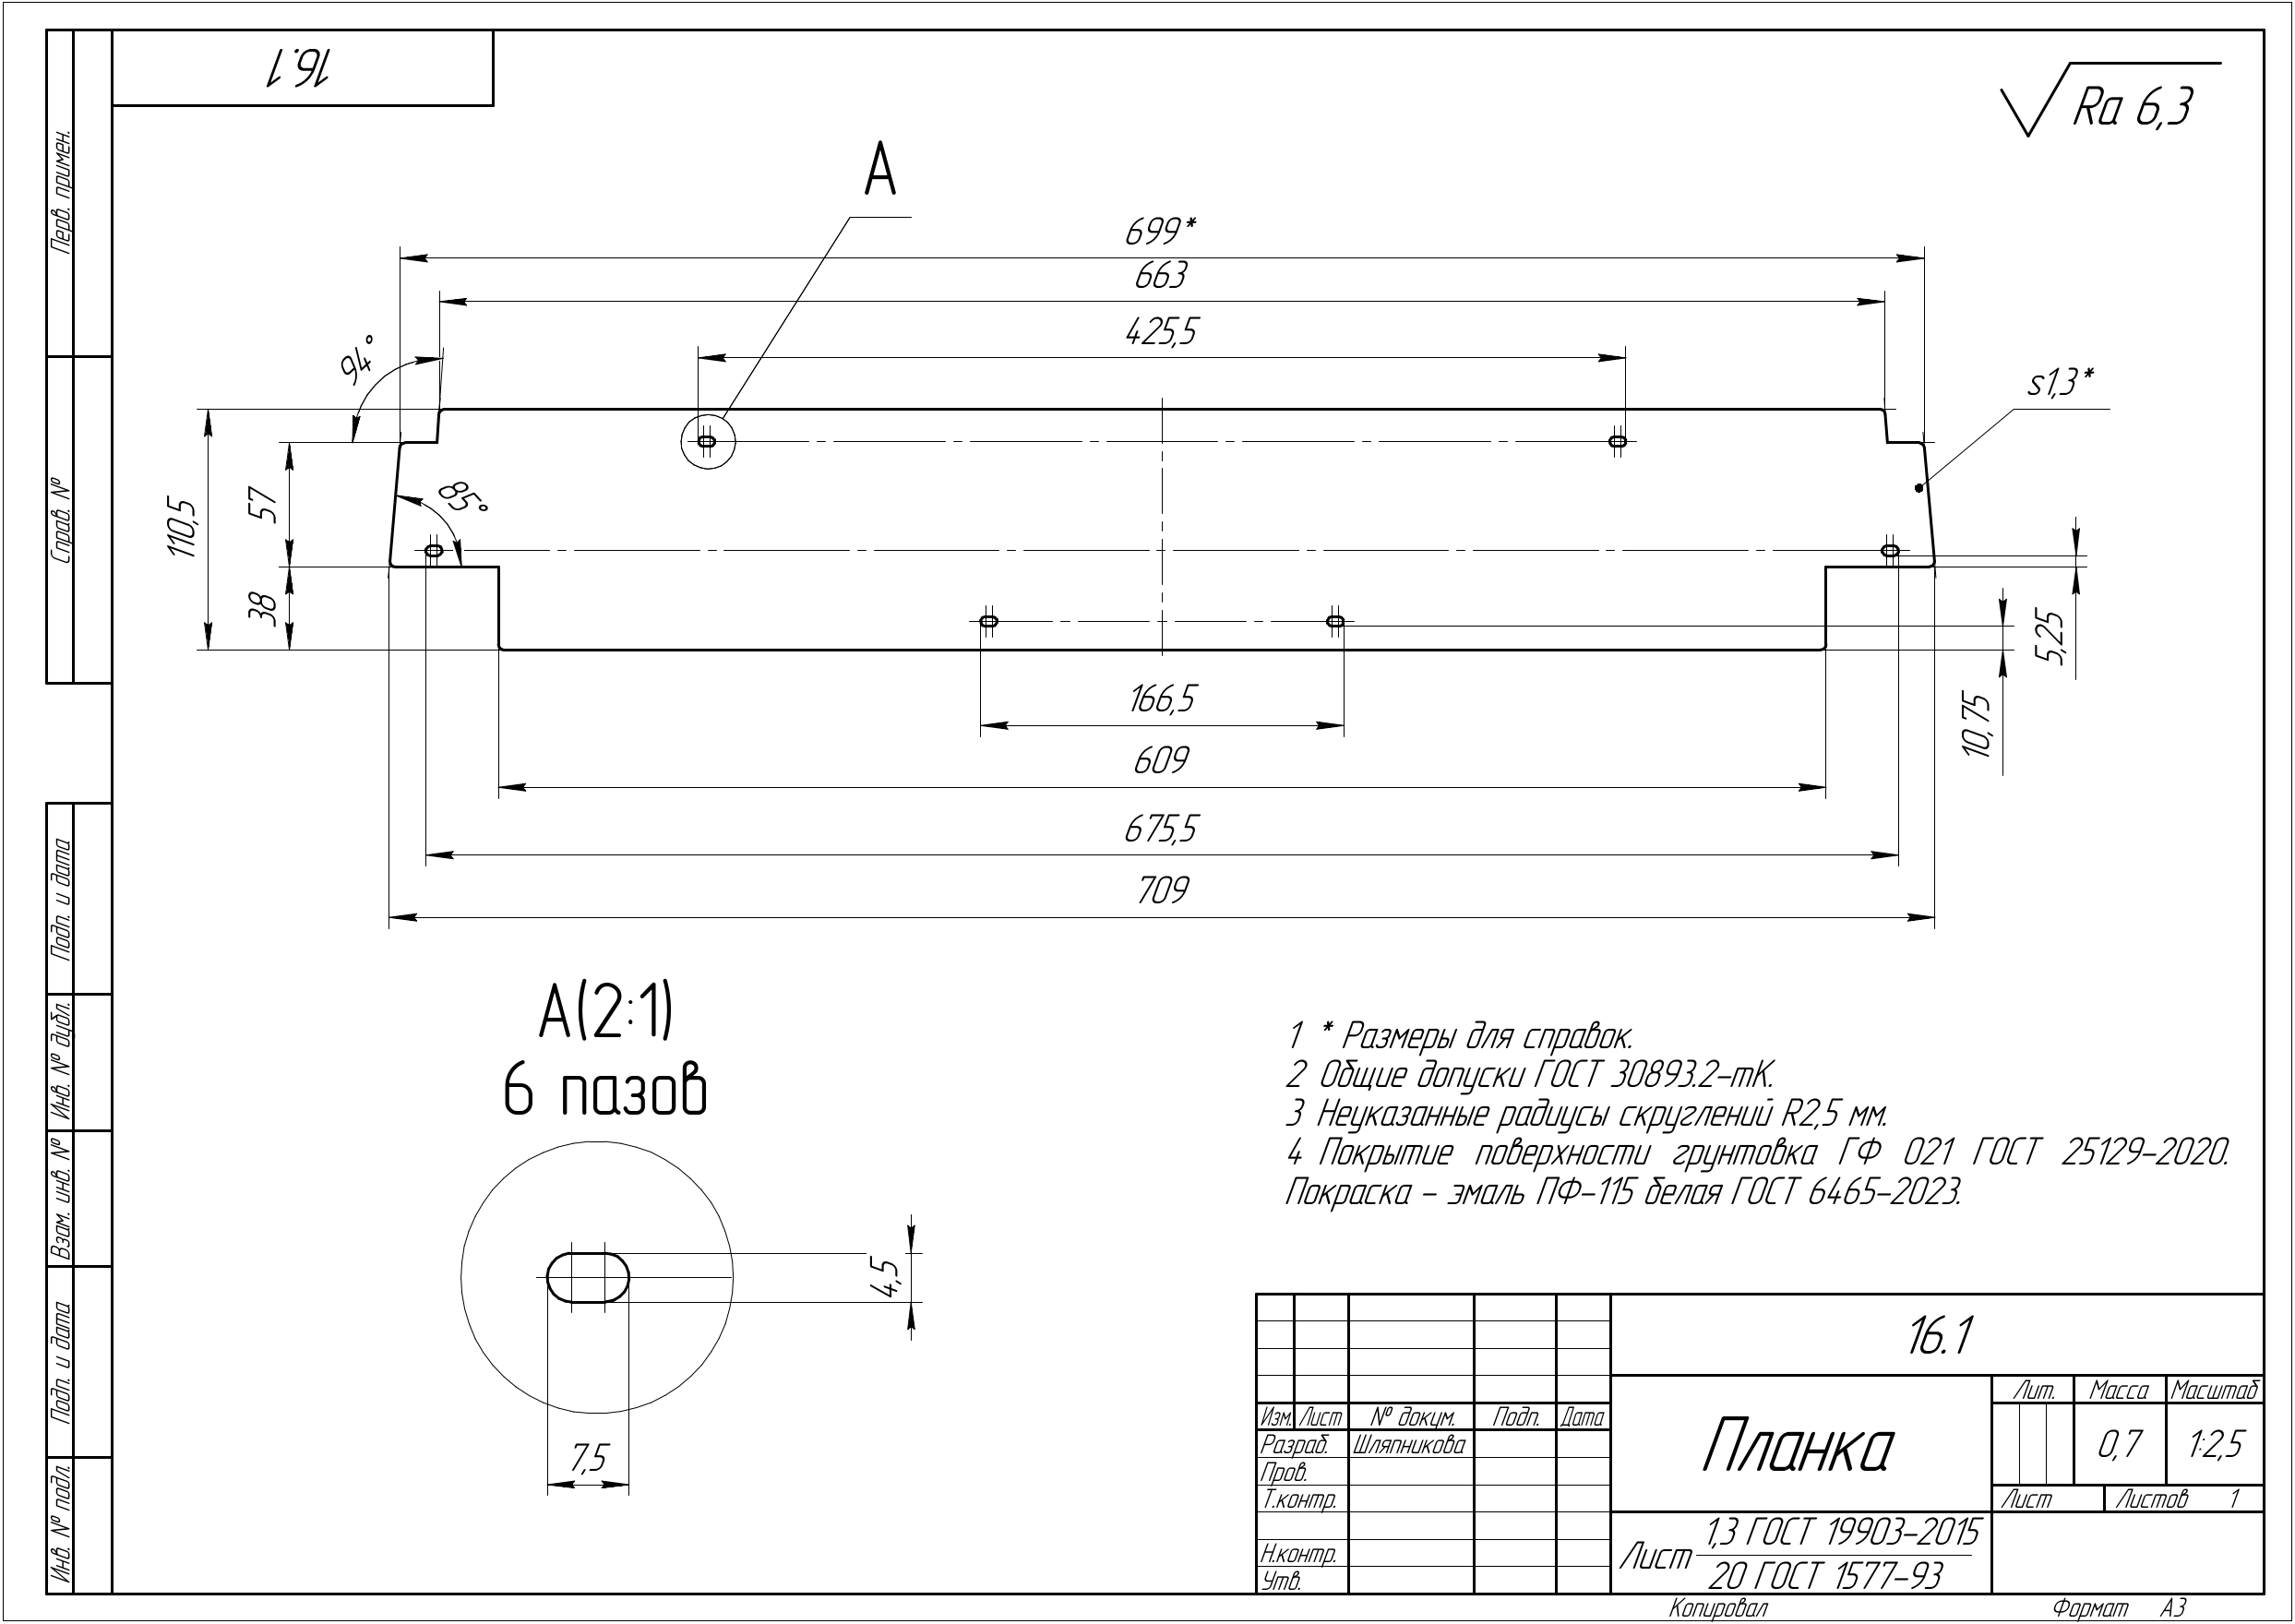 16.1
Ra 6,3
А
699*
663
425,5
94°
s1,3*
110,5
57
85°
38
5,25
10,75
166,5
609
675,5
709
А(2:1)
6 пазов
4,5
7,5
1 * Размеры для справок.
2 Общие допуски ГОСТ 30893.2-mK.
3 Неуказанные радиусы скруглений R2,5 мм.
4 Покрытие поверхности грунтовка ГФ 021 ГОСТ 25129-2020.
Покраска - эмаль ПФ-115 белая ГОСТ 6465-2023.
Перв. примен.
Справ. №
Подп. и дата
Инв. № дубл.
Взам. инв. №
Подп. и дата
Инв. № подл.
16.1
Изм. Лист № докум. Подп. Дата
Разраб. Шляпникова
Пров.
Т.контр.
Н.контр.
Утв.
Планка
Лит. Масса Масштаб
0,7 1:2,5
Лист Листов 1
Лист 1,3 ГОСТ 19903-2015
20 ГОСТ 1577-93
Копировал Формат А3